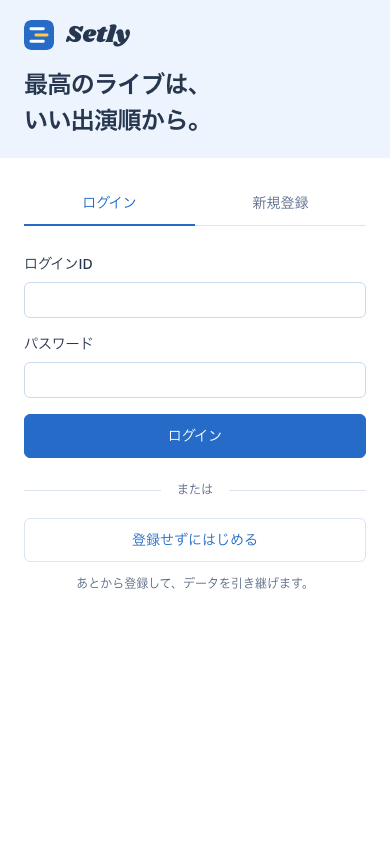 Setly
最高のライブは、
いい出演順から。
ログイン
新規登録
ログインID
パスワード
ログイン
または
登録せずにはじめる
あとから登録して、データを引き継げます。